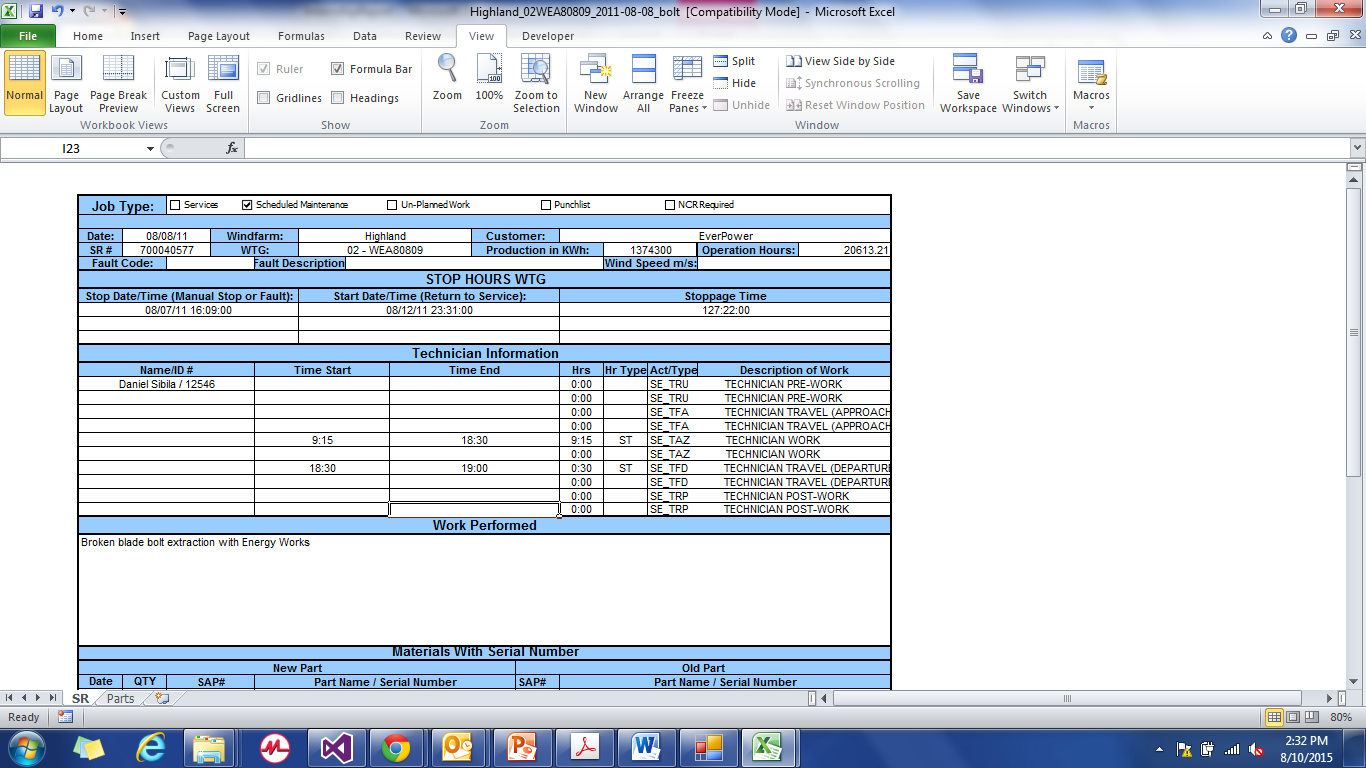 Highland_02WEA80809_2011-08-08_bolt [Compatibility Mode] - Microsoft Excel
File Home Insert Page Layout Formulas Data Review View Developer
Normal Page Layout Page Break Preview Custom Views Full Screen
Ruler Formula Bar
Gridlines Headings
Zoom 100% Zoom to Selection
New Window Arrange All Freeze Panes
Split
Hide
Unhide
View Side by Side
Synchronous Scrolling
Reset Window Position
Save Workspace Switch Windows Macros
Workbook Views Show Zoom Window Macros
I23 fx
Job Type: Services Scheduled Maintenance Un-Planned Work Punchlist NCR Required
Date: 08/08/11 Windfarm: Highland Customer: EverPower
SR # 700040577 WTG: 02 - WEA80809 Production in KWh: 1374300 Operation Hours: 20613.21
Fault Code: Fault Description Wind Speed m/s:
STOP HOURS WTG
Stop Date/Time (Manual Stop or Fault): Start Date/Time (Return to Service): Stoppage Time
08/07/11 16:09:00 08/12/11 23:31:00 127:22:00
Technician Information
Name/ID # Time Start Time End Hrs Hr Type Act/Type Description of Work
Daniel Sibila / 12546 0:00 SE_TRU TECHNICIAN PRE-WORK
0:00 SE_TRU TECHNICIAN PRE-WORK
0:00 SE_TFA TECHNICIAN TRAVEL (APPROACH
0:00 SE_TFA TECHNICIAN TRAVEL (APPROACH
9:15 18:30 9:15 ST SE_TAZ TECHNICIAN WORK
0:00 SE_TAZ TECHNICIAN WORK
18:30 19:00 0:30 ST SE_TFD TECHNICIAN TRAVEL (DEPARTURE
0:00 SE_TFD TECHNICIAN TRAVEL (DEPARTURE
0:00 SE_TRP TECHNICIAN POST-WORK
0:00 SE_TRP TECHNICIAN POST-WORK
Work Performed
Broken blade bolt extraction with Energy Works
Materials With Serial Number
New Part Old Part
Date QTY SAP# Part Name / Serial Number SAP# Part Name / Serial Number
SR Parts
Ready 80%
2:32 PM
8/10/2015